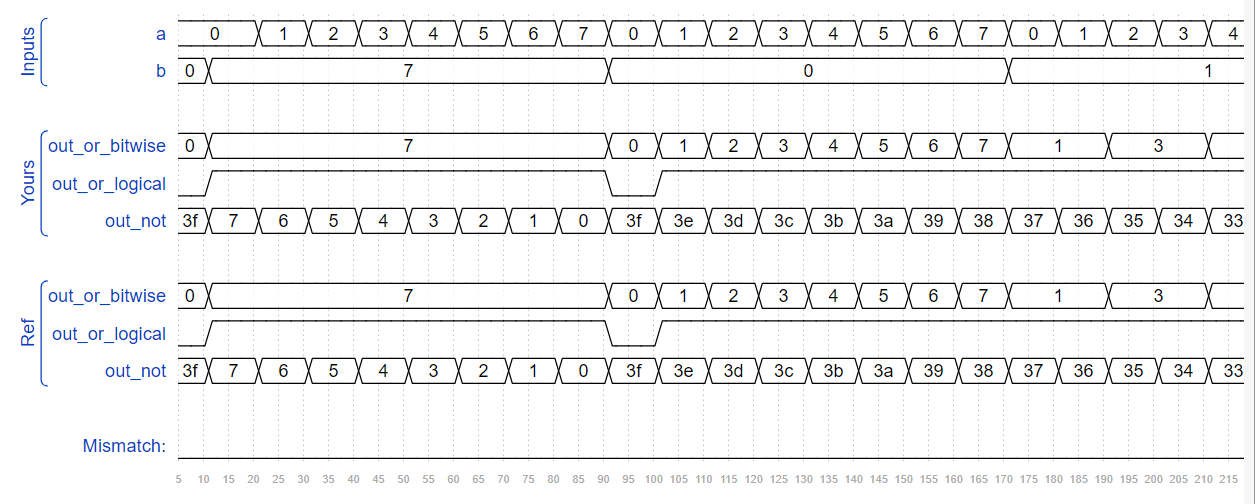 Inputs
a 0 1 2 3 4 5 6 7 0 1 2 3 4 5 6 7 0 1 2 3 4
b 0 7 0 1
Yours
out_or_bitwise 0 7 0 1 2 3 4 5 6 7 1 3
out_or_logical
out_not 3f 7 6 5 4 3 2 1 0 3f 3e 3d 3c 3b 3a 39 38 37 36 35 34 33
Ref
out_or_bitwise 0 7 0 1 2 3 4 5 6 7 1 3
out_or_logical
out_not 3f 7 6 5 4 3 2 1 0 3f 3e 3d 3c 3b 3a 39 38 37 36 35 34 33
Mismatch:
5 10 15 20 25 30 35 40 45 50 55 60 65 70 75 80 85 90 95 100 105 110 115 120 125 130 135 140 145 150 155 160 165 170 175 180 185 190 195 200 205 210 215